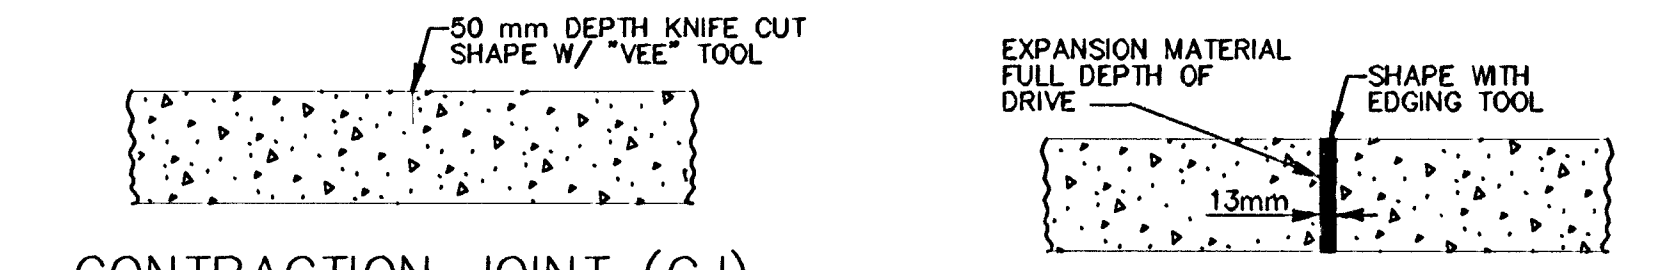 50 mm DEPTH KNIFE CUT
SHAPE W/ "VEE" TOOL
CONTRACTION JOINT (CJ)
EXPANSION MATERIAL
FULL DEPTH OF
DRIVE
SHAPE WITH
EDGING TOOL
13mm